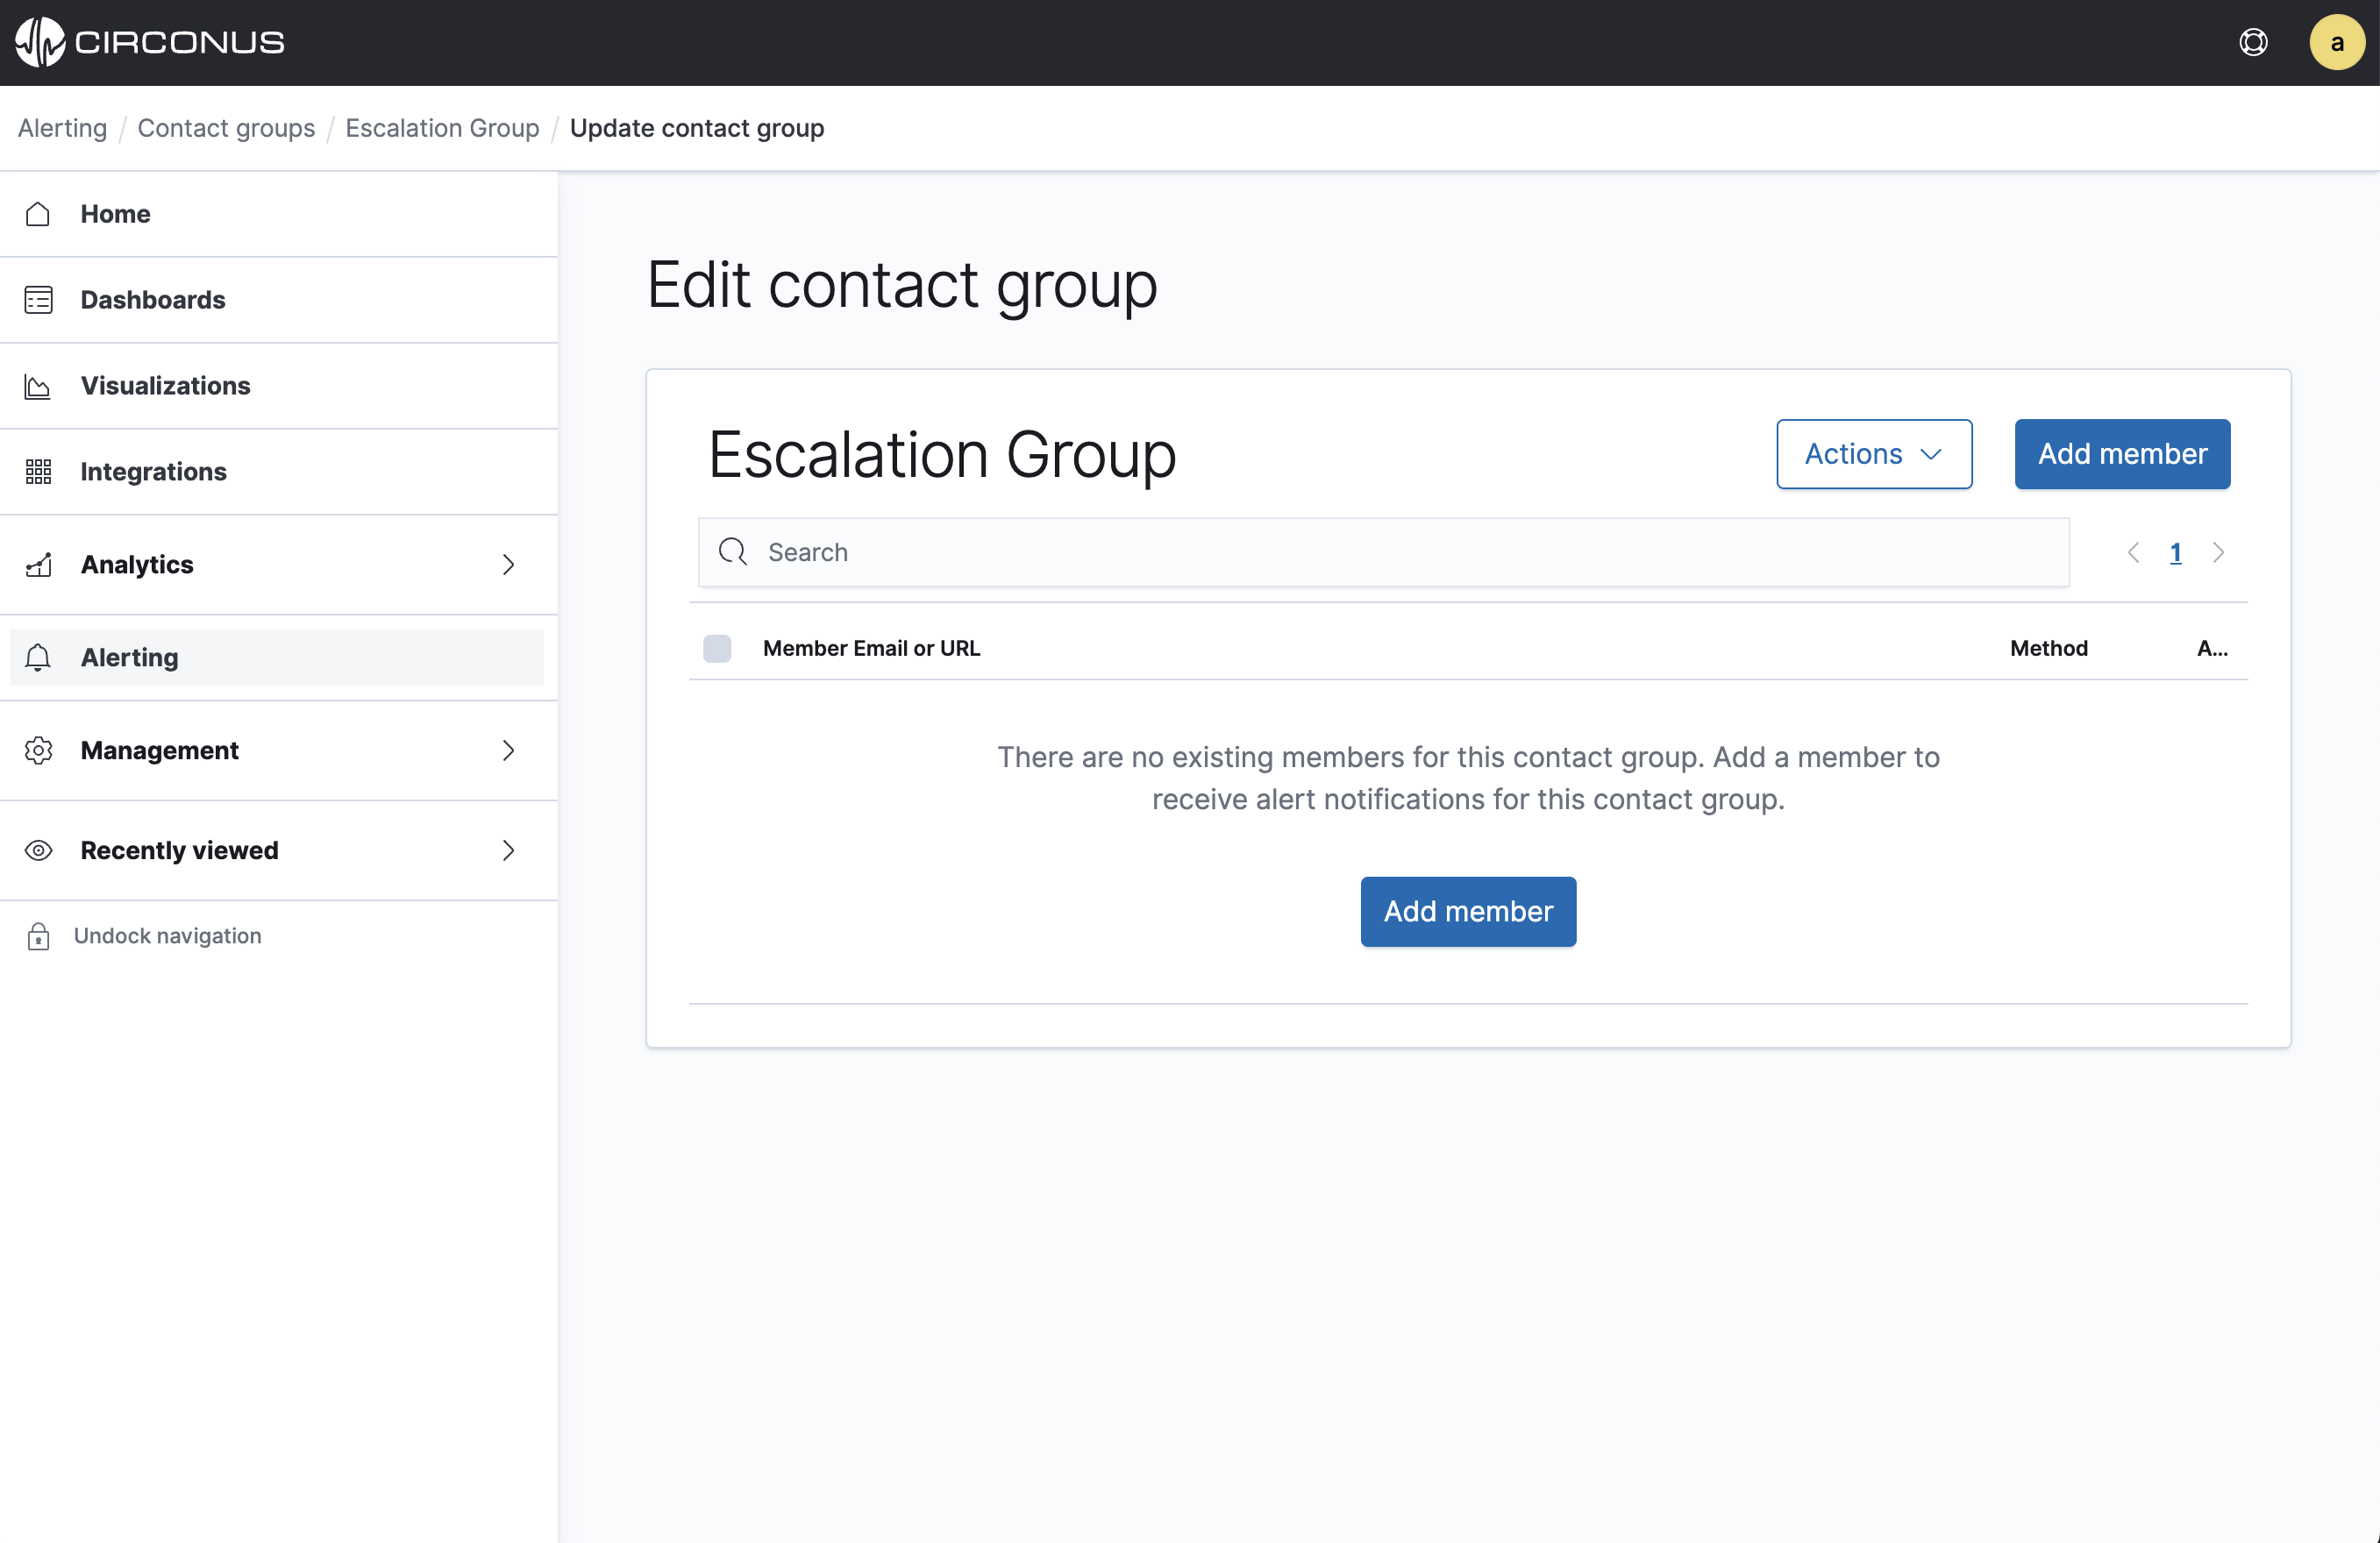 CIRCONUS
a
Alerting / Contact groups / Escalation Group / Update contact group
Home
Dashboards
Visualizations
Integrations
Analytics
Alerting
Management
Recently viewed
Undock navigation
Edit contact group
Escalation Group
Actions
Add member
Search
1
Member Email or URL
Method
A...
There are no existing members for this contact group. Add a member to
receive alert notifications for this contact group.
Add member